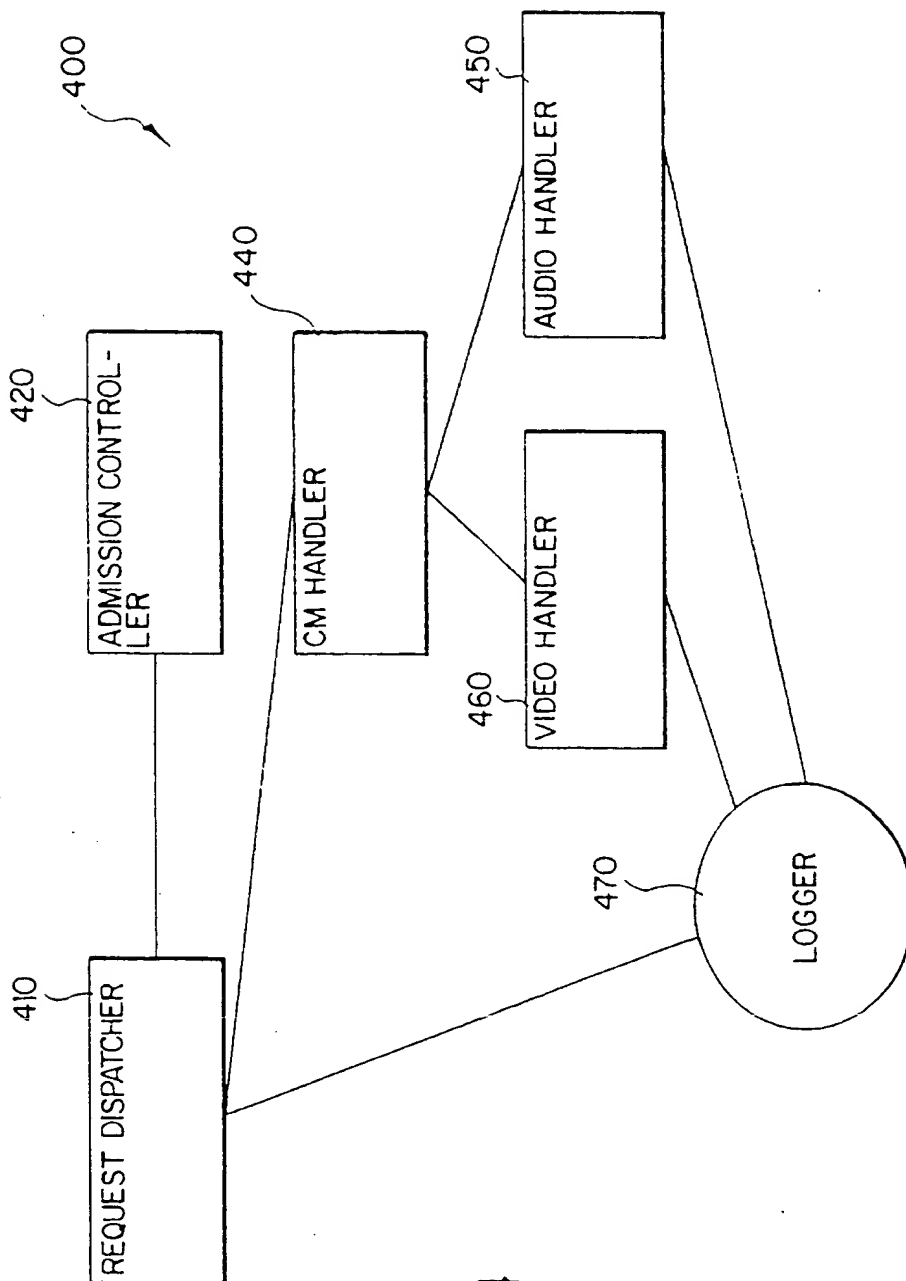 400
410
REQUEST DISPATCHER
420
ADMISSION CONTROL-
LER
440
CM HANDLER
460
VIDEO HANDLER
450
AUDIO HANDLER
470
LOGGER